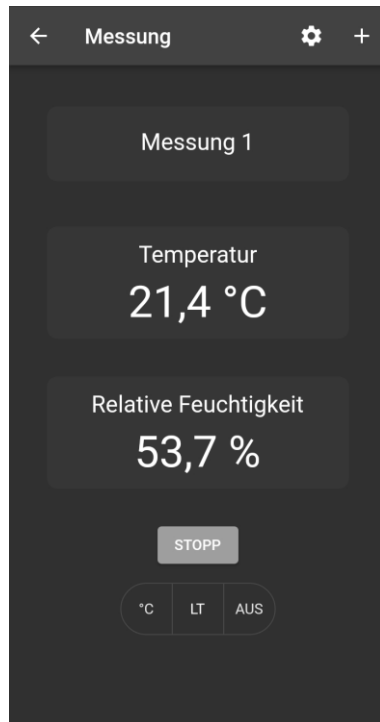 Messung
Messung 1
Temperatur
21,4 °C
Relative Feuchtigkeit
53,7 %
STOPP
°C LT AUS